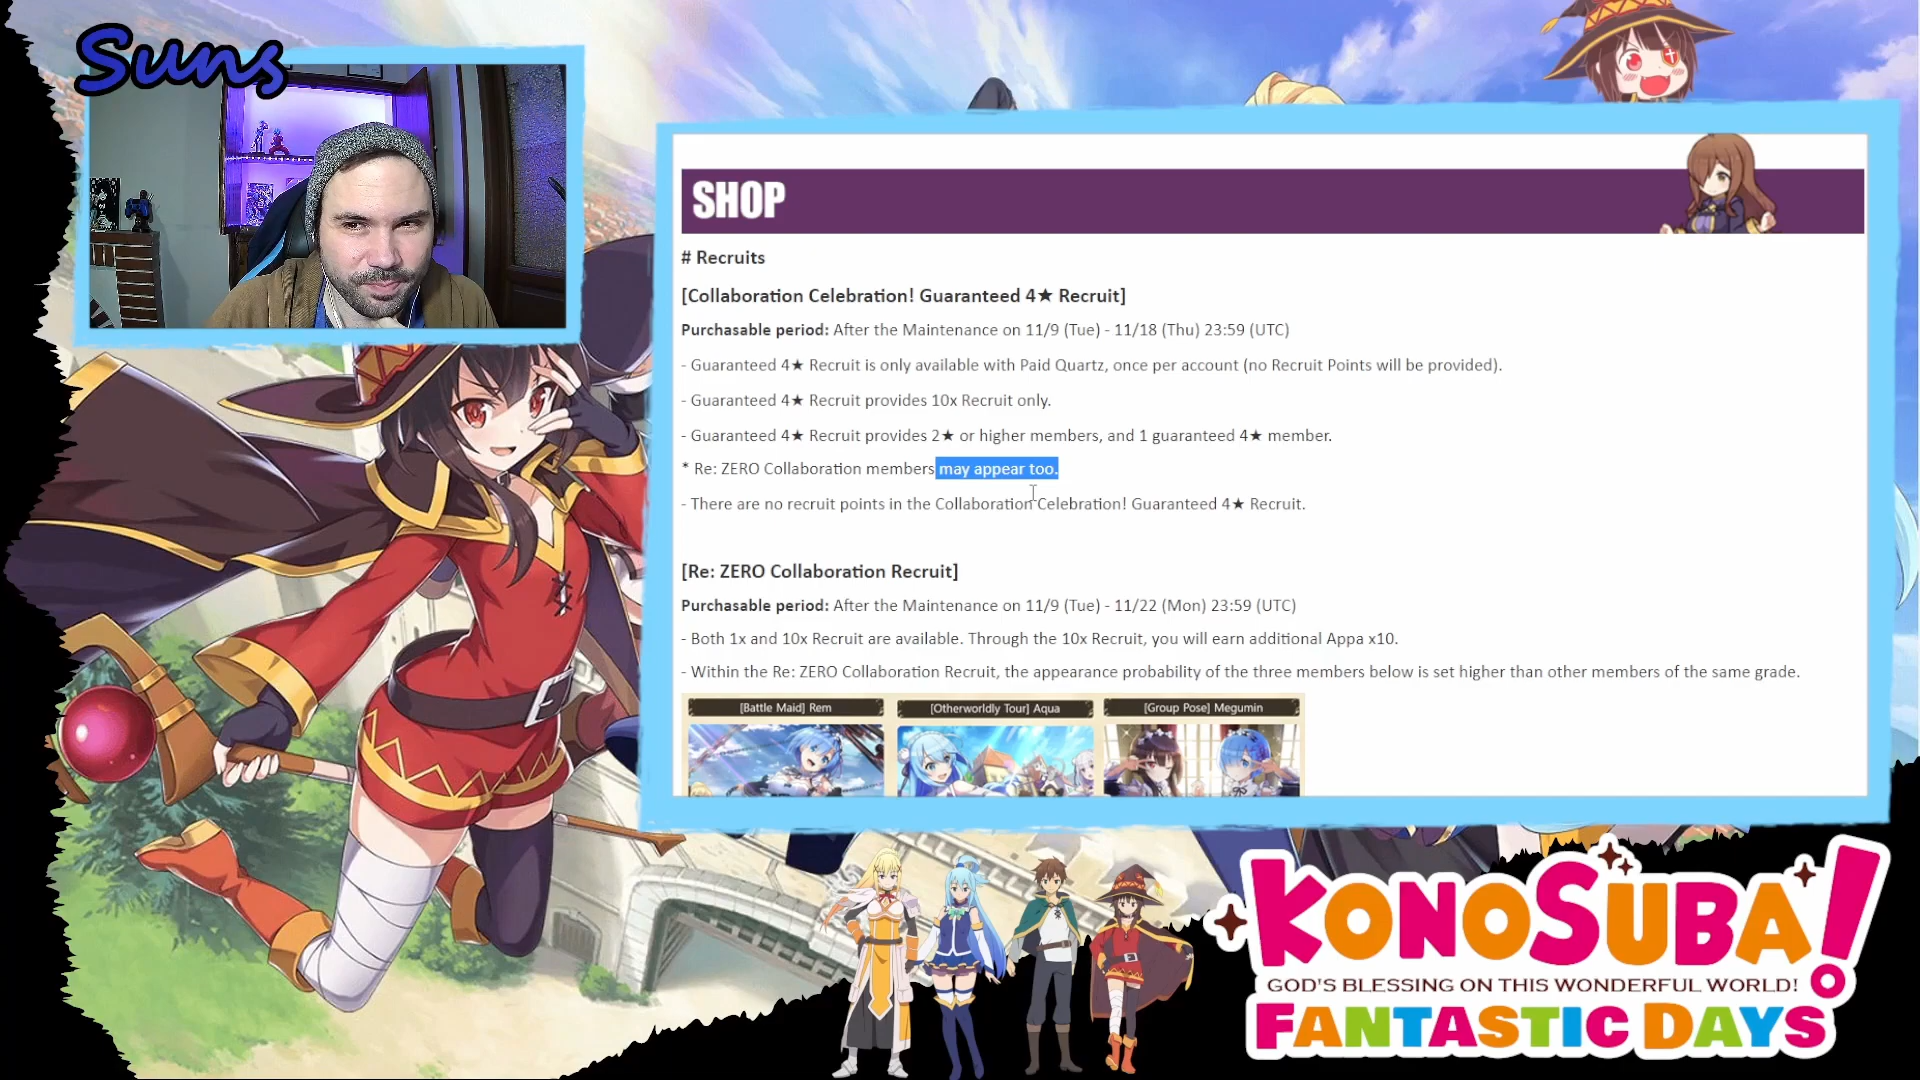 Suns
SHOP
# Recruits
[Collaboration Celebration! Guaranteed 4★ Recruit]
Purchasable period: After the Maintenance on 11/9 (Tue) - 11/18 (Thu) 23:59 (UTC)
- Guaranteed 4★ Recruit is only available with Paid Quartz, once per account (no Recruit Points will be provided).
- Guaranteed 4★ Recruit provides 10x Recruit only.
- Guaranteed 4★ Recruit provides 2★ or higher members, and 1 guaranteed 4★ member.
* Re: ZERO Collaboration members may appear too.
- There are no recruit points in the Collaboration Celebration! Guaranteed 4★ Recruit.
[Re: ZERO Collaboration Recruit]
Purchasable period: After the Maintenance on 11/9 (Tue) - 11/22 (Mon) 23:59 (UTC)
- Both 1x and 10x Recruit are available. Through the 10x Recruit, you will earn additional Appa x10.
- Within the Re: ZERO Collaboration Recruit, the appearance probability of the three members below is set higher than other members of the same grade.
[Battle Maid] Rem [Otherworldly Tour] Aqua [Group Pose] Megumin
KONOSUBA!
GOD'S BLESSING ON THIS WONDERFUL WORLD!
FANTASTIC DAYS